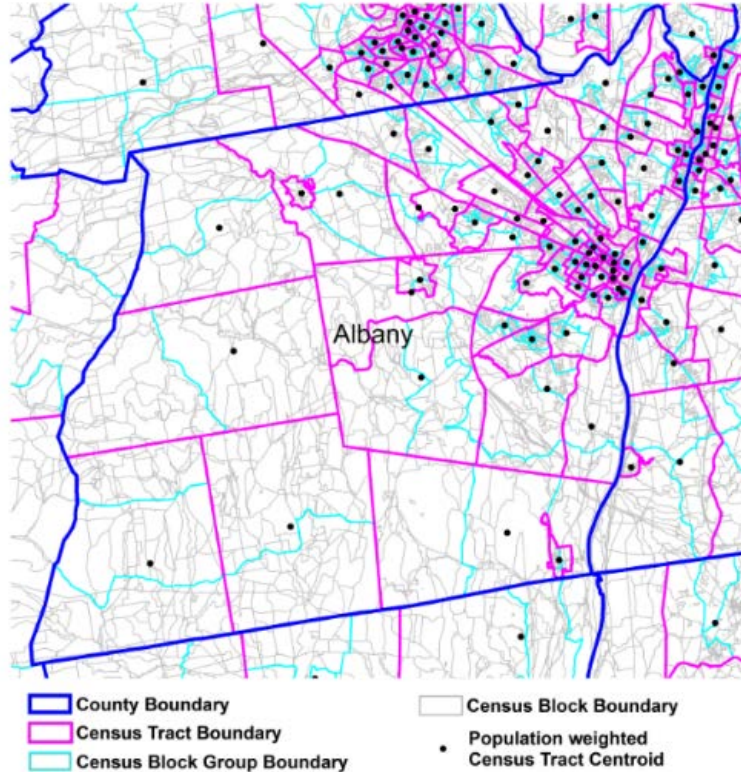 Albany
County Boundary
Census Tract Boundary
Census Block Group Boundary
Census Block Boundary
Population weighted
Census Tract Centroid